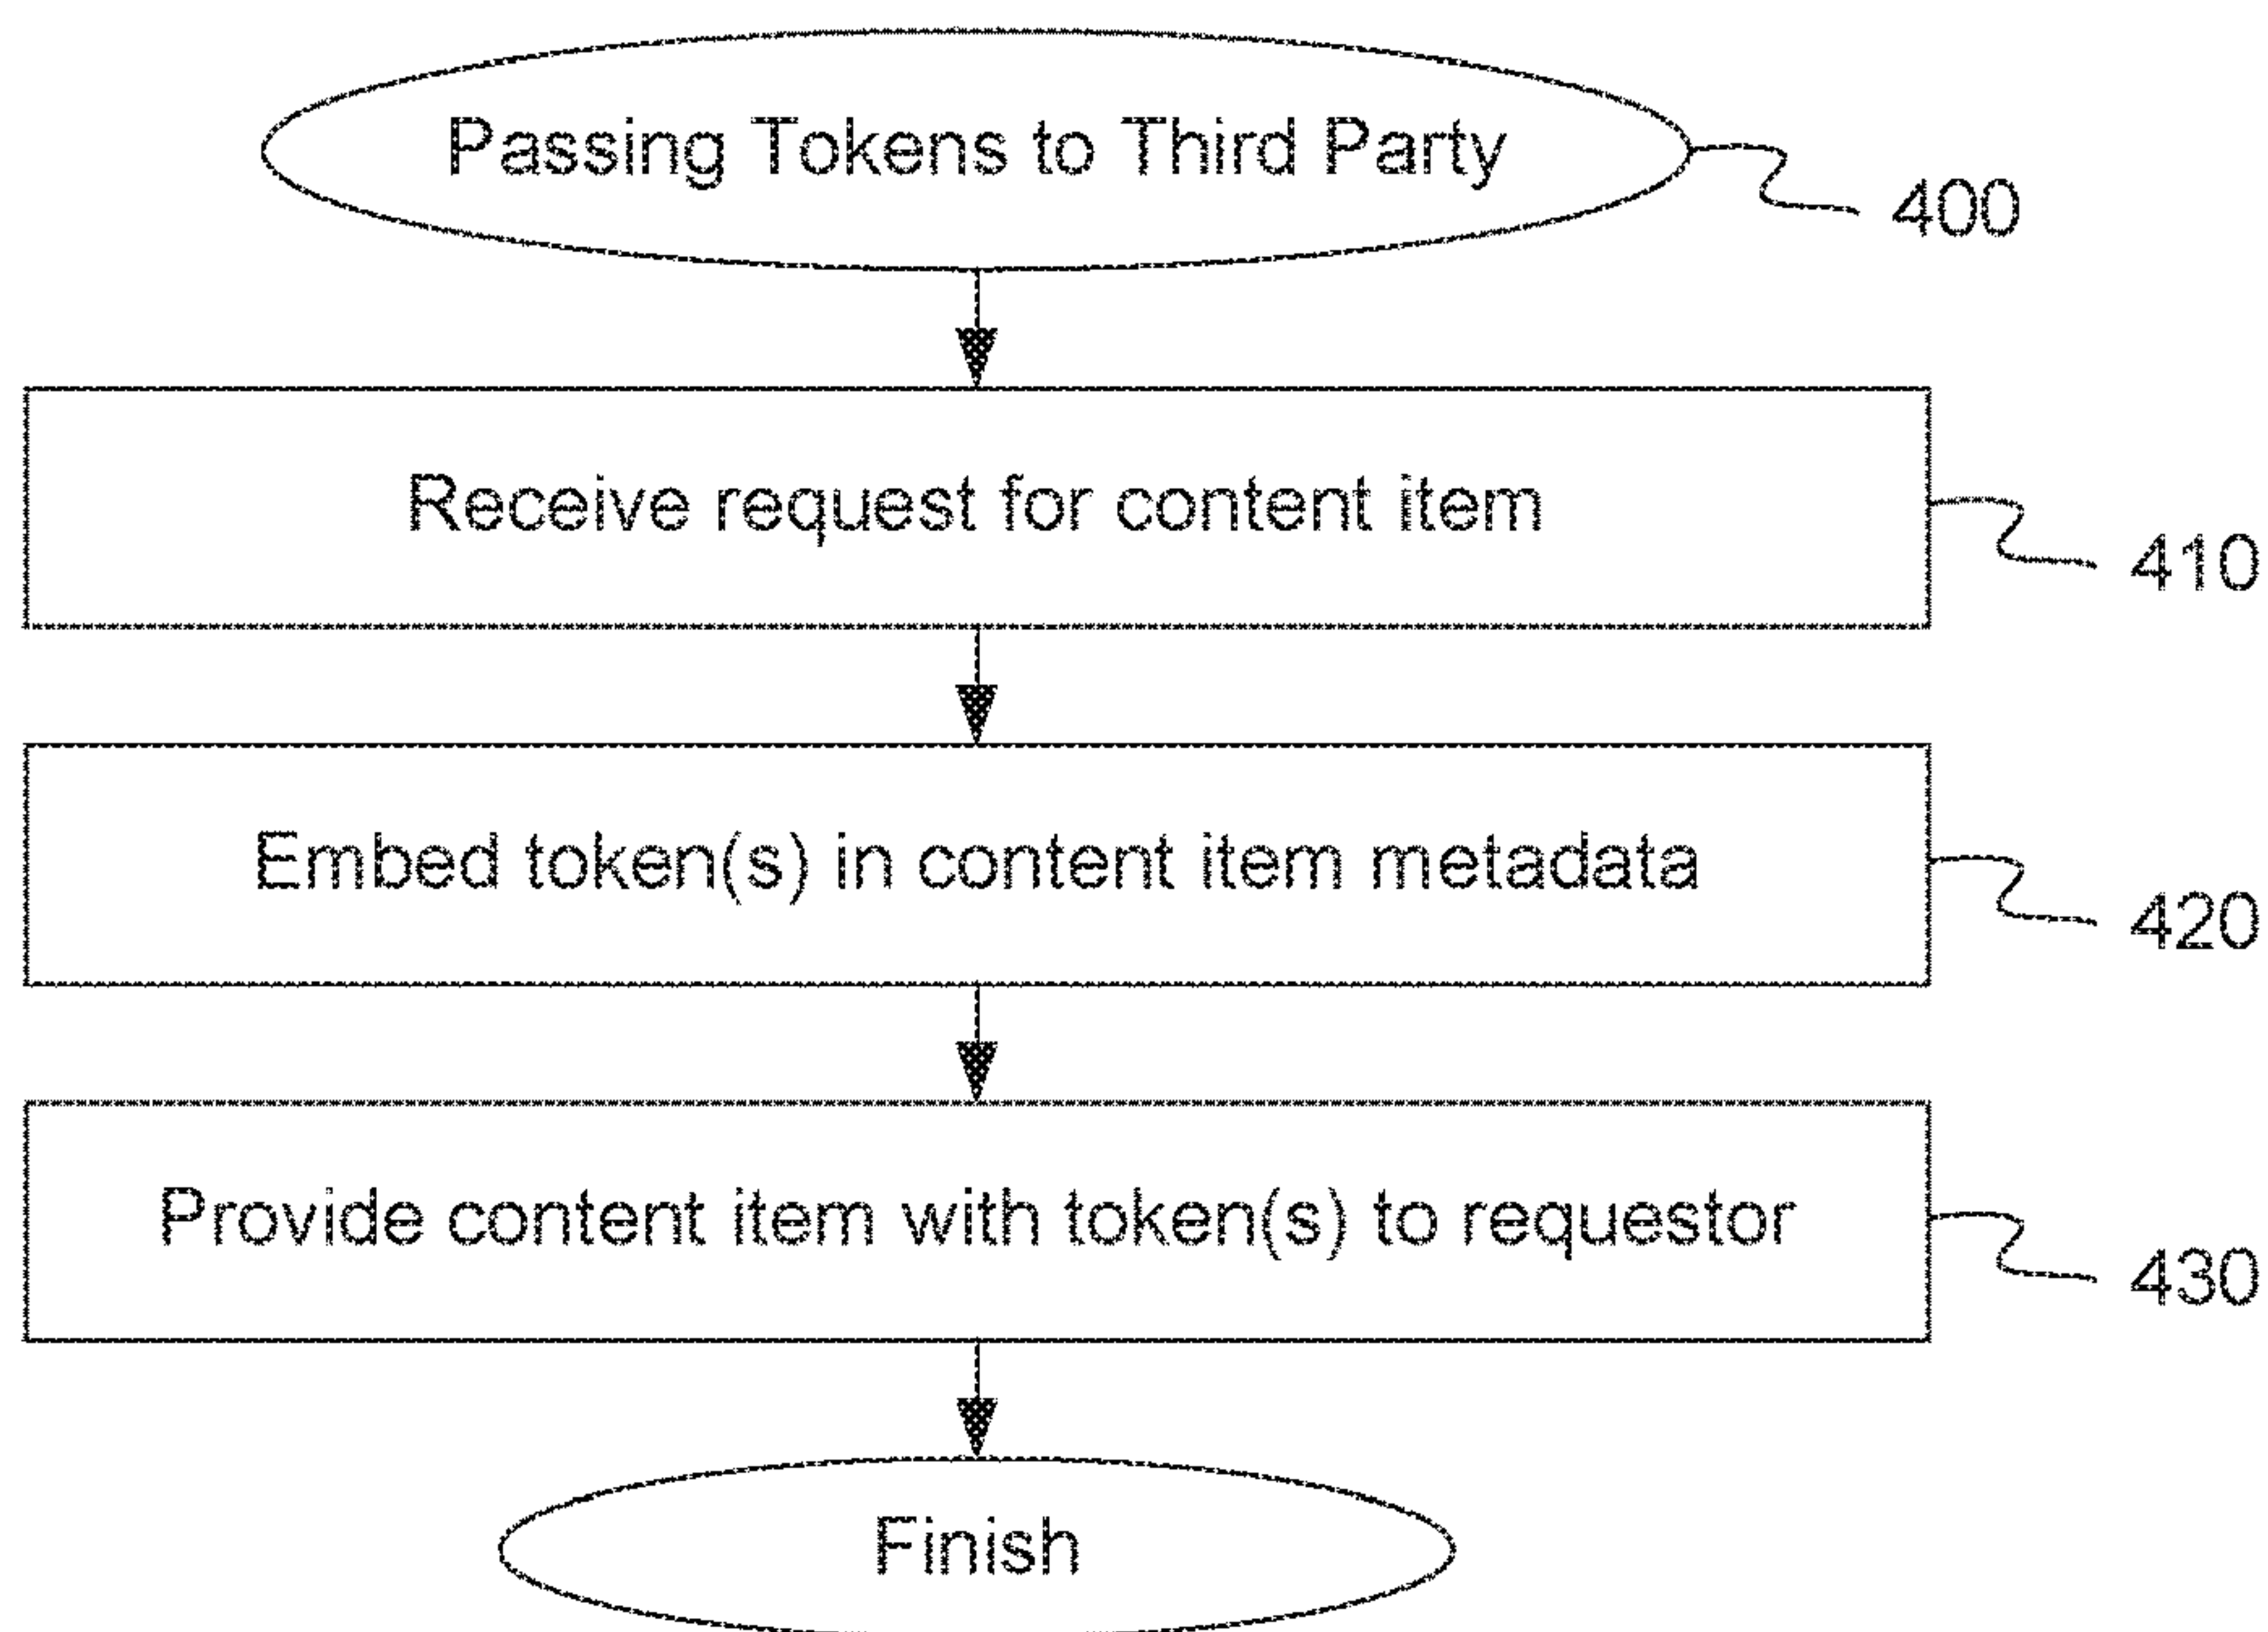 Passing Tokens to Third Party
400
Receive request for content item
410
Embed token(s) in content item metadata
420
Provide content item with token(s) to requestor
430
Finish